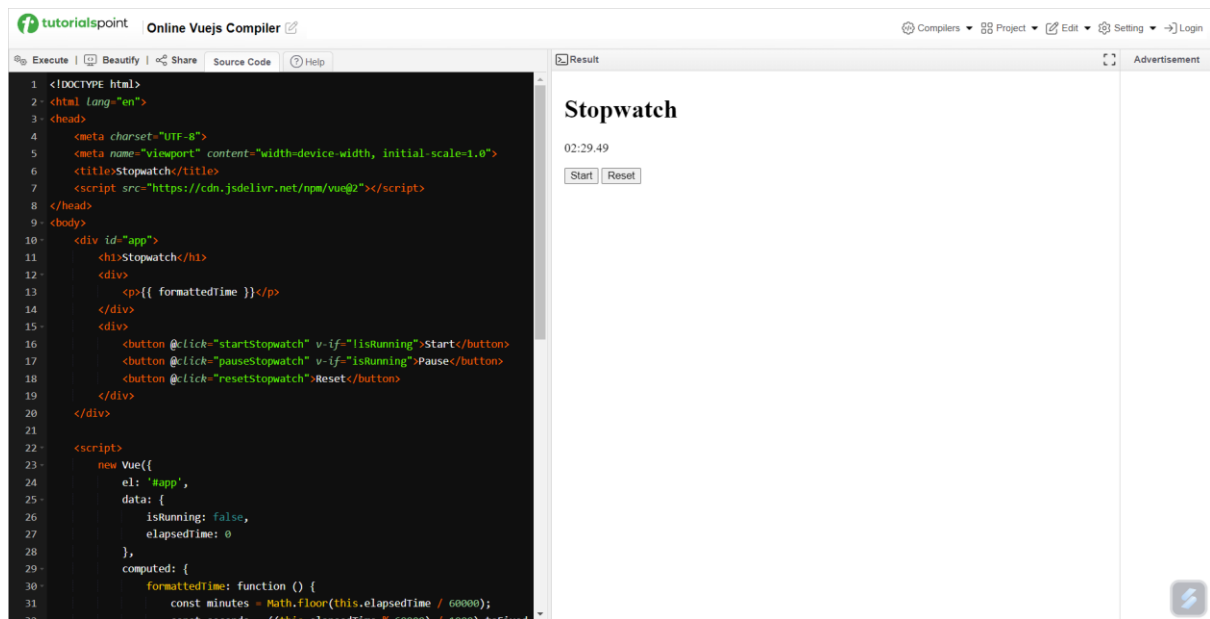 tutorialspoint Online Vuejs Compiler Compilers Project Edit Setting Login
Execute | Beautify | Share Source Code Help
Result
Advertisement
1 <!DOCTYPE html>
2 <html lang="en">
3 <head>
4 <meta charset="UTF-8">
5 <meta name="viewport" content="width=device-width, initial-scale=1.0">
6 <title>Stopwatch</title>
7 <script src="https://cdn.jsdelivr.net/npm/vue@2"></script>
8 </head>
9 <body>
10 <div id="app">
11 <h1>Stopwatch</h1>
12 <div>
13 <p>{{ formattedTime }}</p>
14 </div>
15 <div>
16 <button @click="startStopwatch" v-if="!isRunning">Start</button>
17 <button @click="pauseStopwatch" v-if="isRunning">Pause</button>
18 <button @click="resetStopwatch">Reset</button>
19 </div>
20 </div>
21
22 <script>
23 new Vue({
24 el: '#app',
25 data: {
26 isRunning: false,
27 elapsedTime: 0
28 },
29 computed: {
30 formattedTime: function () {
31 const minutes = Math.floor(this.elapsedTime / 60000);
Stopwatch
02:29.49
Start Reset